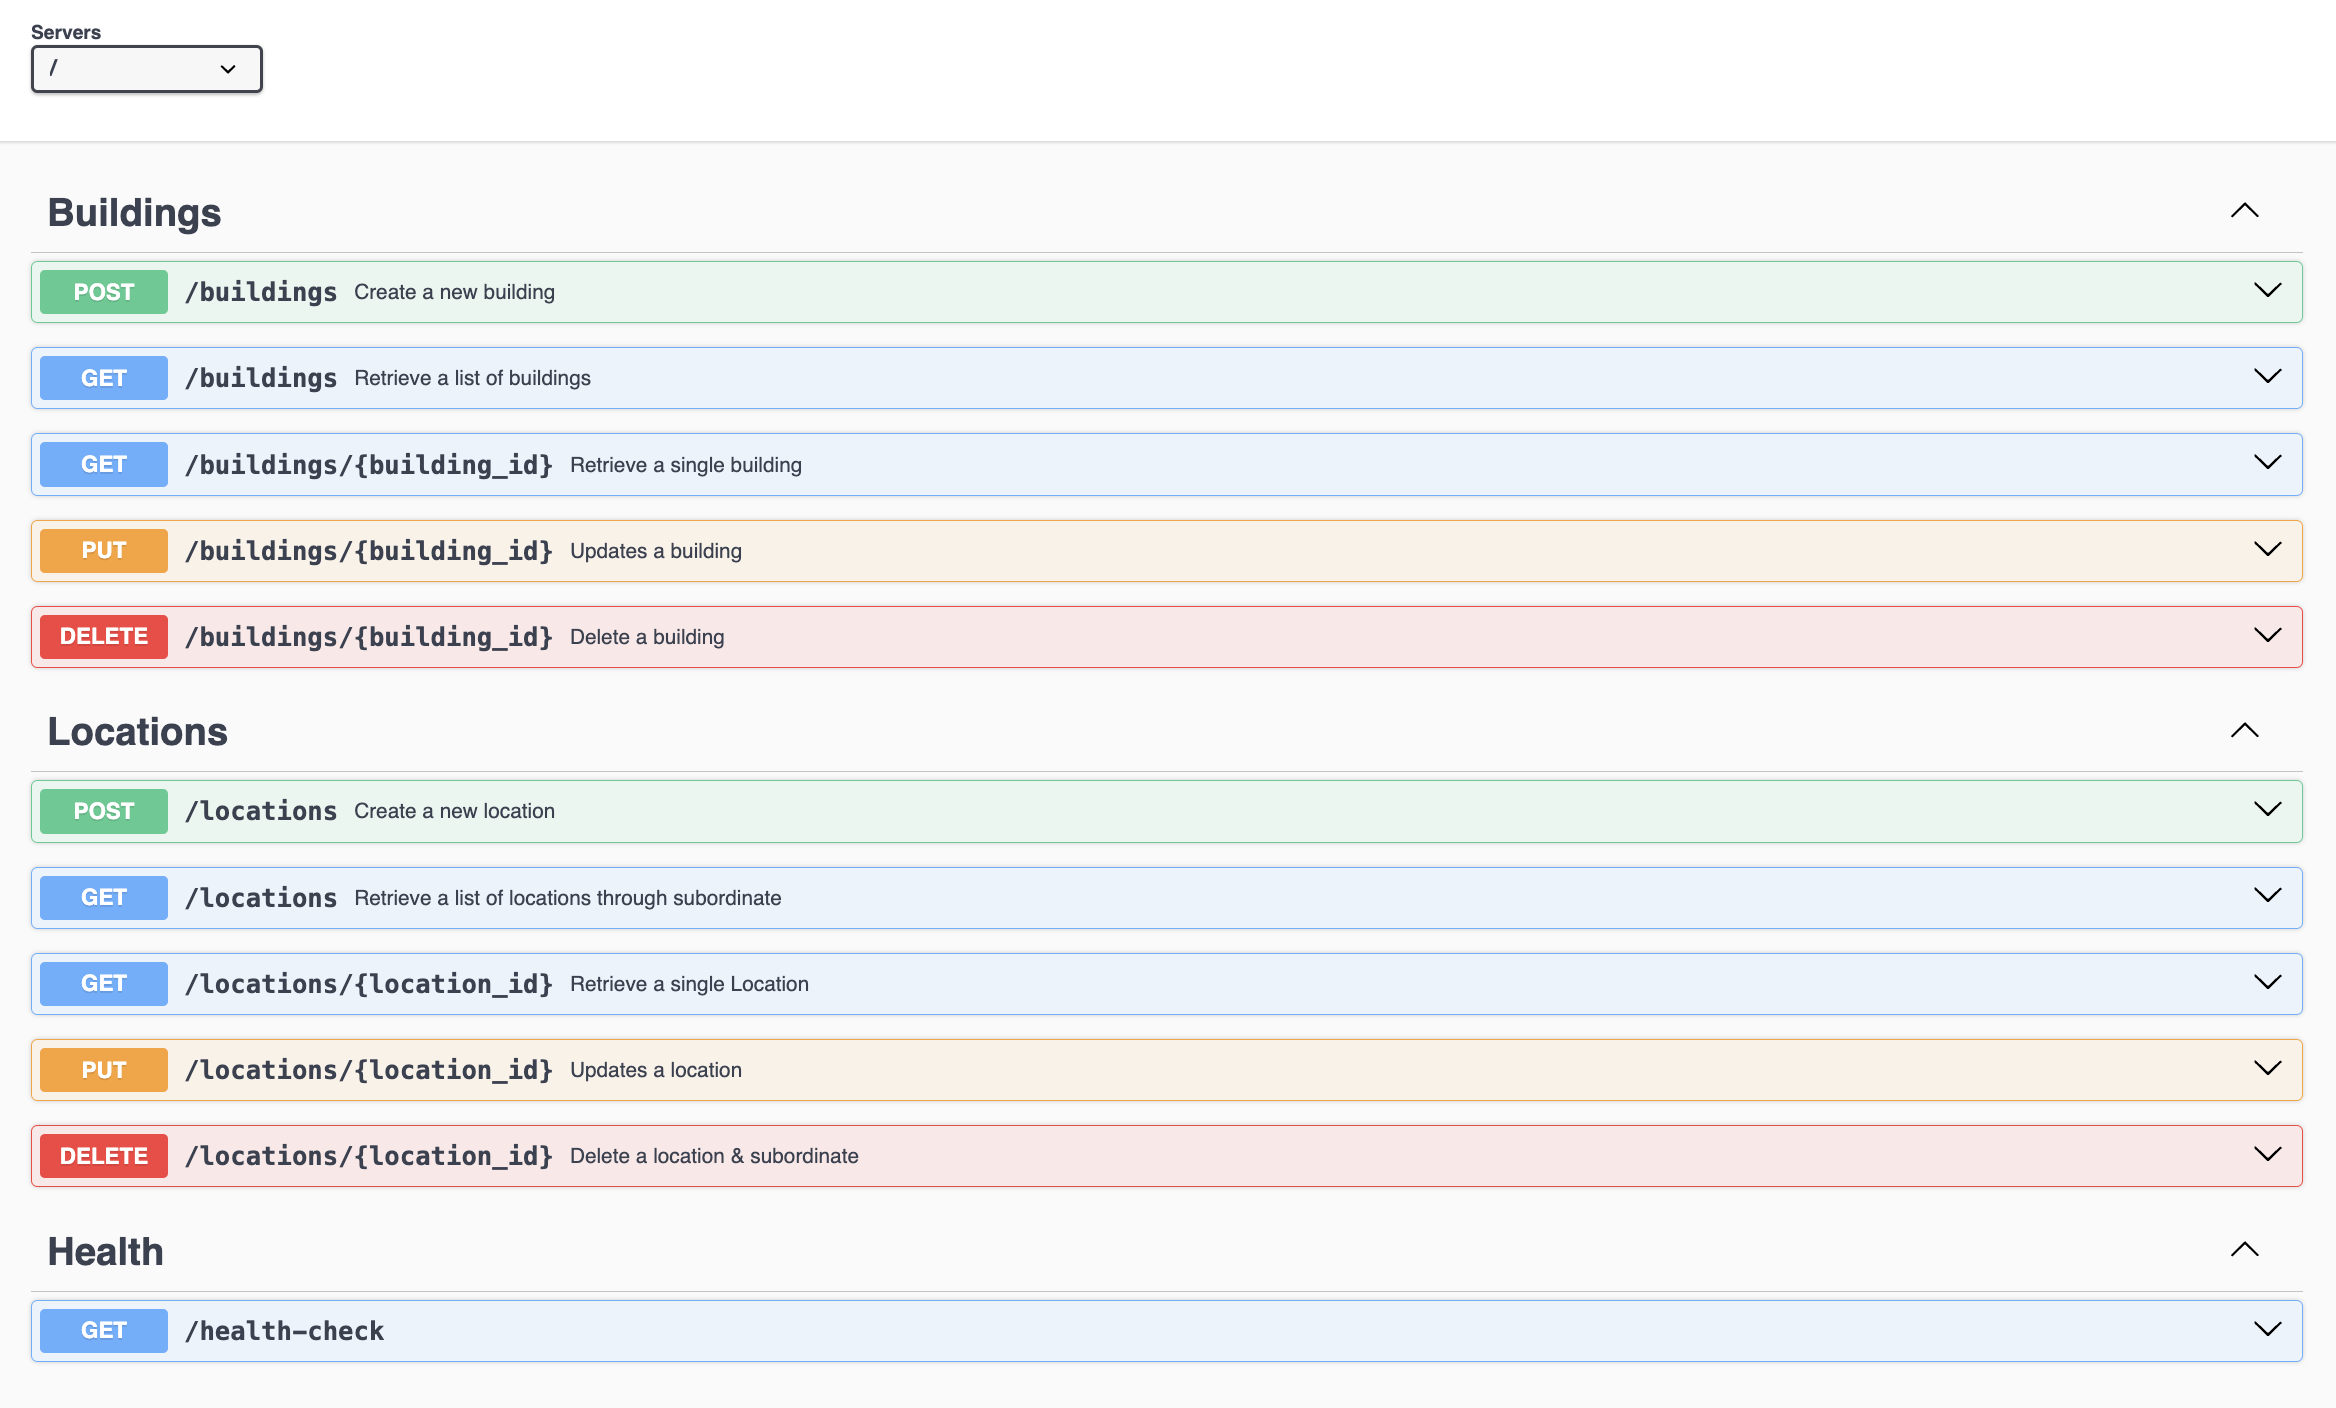 Servers
/
Buildings
POST /buildings Create a new building
GET /buildings Retrieve a list of buildings
GET /buildings/{building_id} Retrieve a single building
PUT /buildings/{building_id} Updates a building
DELETE /buildings/{building_id} Delete a building
Locations
POST /locations Create a new location
GET /locations Retrieve a list of locations through subordinate
GET /locations/{location_id} Retrieve a single Location
PUT /locations/{location_id} Updates a location
DELETE /locations/{location_id} Delete a location & subordinate
Health
GET /health-check